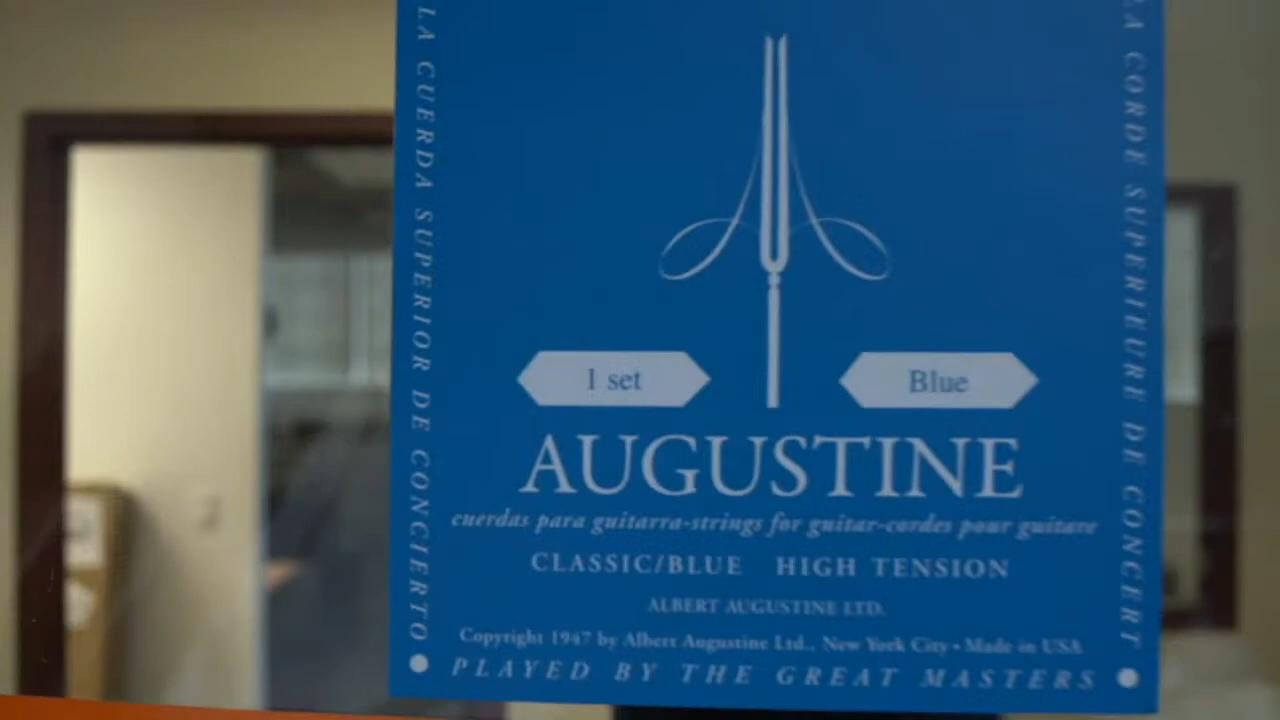 LA CUERDA SUPERIOR DE CONCIERTO
LA CORDE SUPERIEURE DE CONCERT
1 set
Blue
AUGUSTINE
cuerdas para guitarra-strings for guitar-cordes pour guitare
CLASSIC/BLUE HIGH TENSION
ALBERT AUGUSTINE LTD.
Copyright 1947 by Albert Augustine Ltd., New York City • Made in USA
PLAYED BY THE GREAT MASTERS